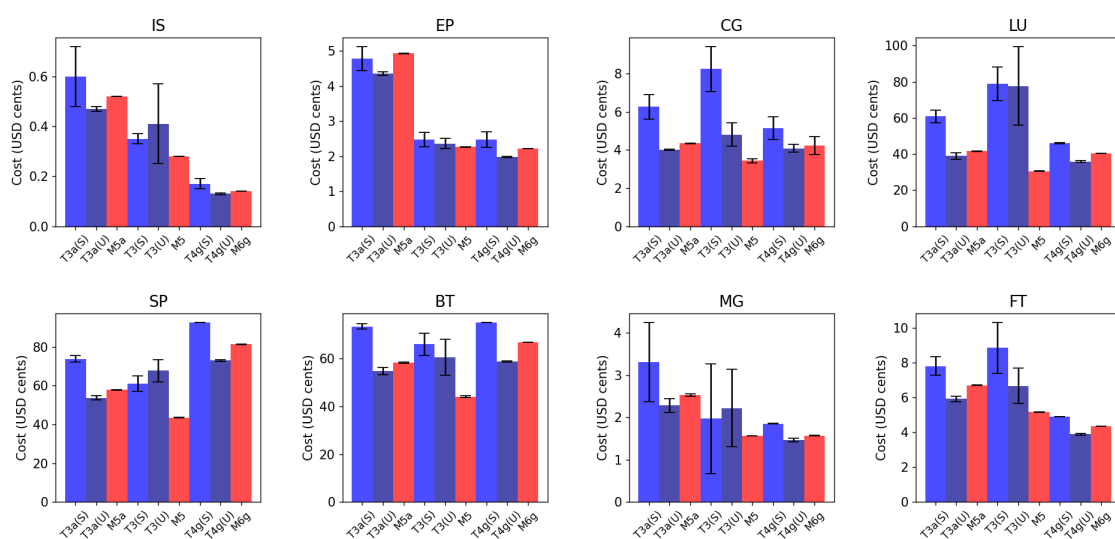 IS
Cost (USD cents)
0.6
0.4
0.2
0.0
T3a(S) T3a(U) M5a T3(S) T3(U) M5 T4g(S) T4g(U) M6g
EP
Cost (USD cents)
5
4
3
2
1
0
T3a(S) T3a(U) M5a T3(S) T3(U) M5 T4g(S) T4g(U) M6g
CG
Cost (USD cents)
8
6
4
2
0
T3a(S) T3a(U) M5a T3(S) T3(U) M5 T4g(S) T4g(U) M6g
LU
Cost (USD cents)
100
80
60
40
20
0
T3a(S) T3a(U) M5a T3(S) T3(U) M5 T4g(S) T4g(U) M6g
SP
Cost (USD cents)
80
60
40
20
0
T3a(S) T3a(U) M5a T3(S) T3(U) M5 T4g(S) T4g(U) M6g
BT
Cost (USD cents)
60
40
20
0
T3a(S) T3a(U) M5a T3(S) T3(U) M5 T4g(S) T4g(U) M6g
MG
Cost (USD cents)
4
3
2
1
0
T3a(S) T3a(U) M5a T3(S) T3(U) M5 T4g(S) T4g(U) M6g
FT
Cost (USD cents)
10
8
6
4
2
0
T3a(S) T3a(U) M5a T3(S) T3(U) M5 T4g(S) T4g(U) M6g